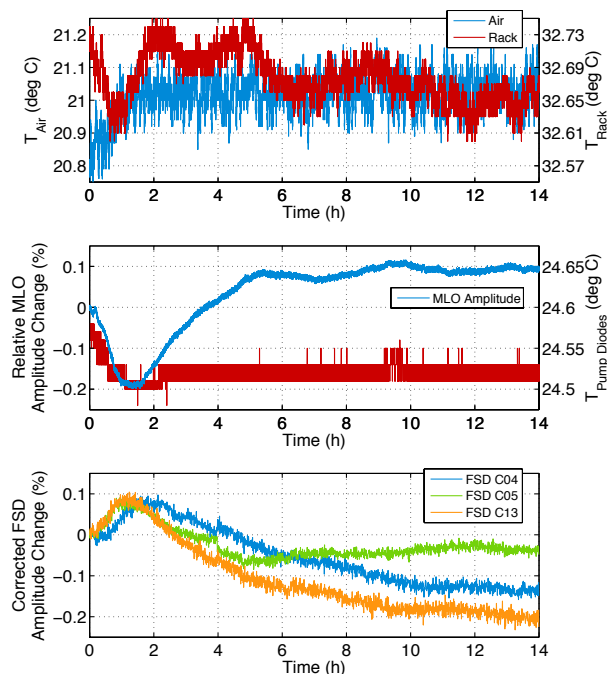 Air
Rack
21.2
21.1
21
20.9
20.8
T_Air (deg C)
32.73
32.69
32.65
32.61
32.57
T_Rack (deg C)
0 2 4 6 8 10 12 14
Time (h)
MLO Amplitude
0.1
0
−0.1
−0.2
Relative MLO
Amplitude Change (%)
24.65
24.6
24.55
24.5
T_Pump Diodes (deg C)
0 2 4 6 8 10 12 14
Time (h)
FSD C04
FSD C05
FSD C13
0.1
0
−0.1
−0.2
Corrected FSD
Amplitude Change (%)
0 2 4 6 8 10 12 14
Time (h)